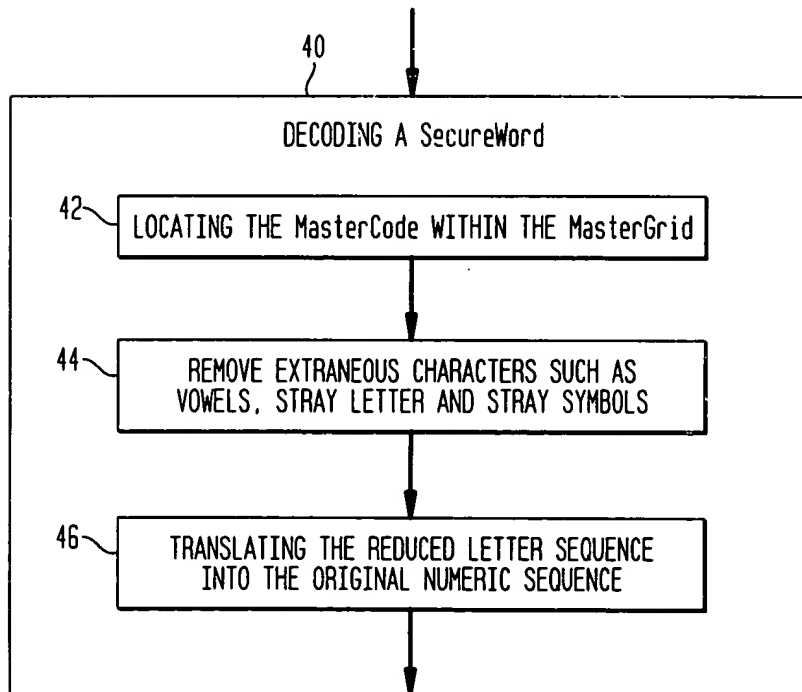 40
DECODING A SecureWord
42
LOCATING THE MasterCode WITHIN THE MasterGrid
44
REMOVE EXTRANEOUS CHARACTERS SUCH AS
VOWELS, STRAY LETTER AND STRAY SYMBOLS
46
TRANSLATING THE REDUCED LETTER SEQUENCE
INTO THE ORIGINAL NUMERIC SEQUENCE